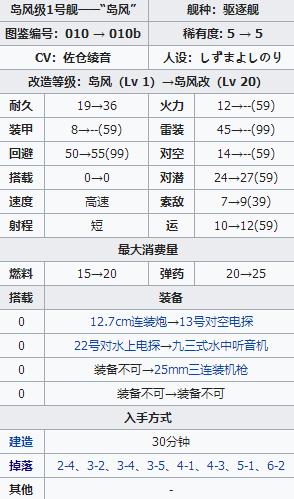 岛风级1号舰——“岛风” 舰种：驱逐舰
图鉴编号：010 → 010b 稀有度：5 → 5
CV：佐仓绫音 人设：しずまよしのり
改造等级：岛风（Lv 1）→岛风改（Lv 20）
耐久 19→36 火力 12→--(59)
装甲 8→--(59) 雷装 45→--(99)
回避 50→55(99) 对空 14→--(59)
搭载 0→0 对潜 24→27(59)
速度 高速 索敌 7→9(39)
射程 短 运 10→12(59)
最大消费量
燃料 15→20 弹药 20→25
搭载 装备
0 12.7cm连装炮→13号对空电探
0 22号对水上电探→九三式水中听音机
0 装备不可→25mm三连装机枪
0 装备不可→装备不可
入手方式
建造 30分钟
掉落 2-4、3-2、3-4、3-5、4-1、4-3、5-1、6-2
其他 -